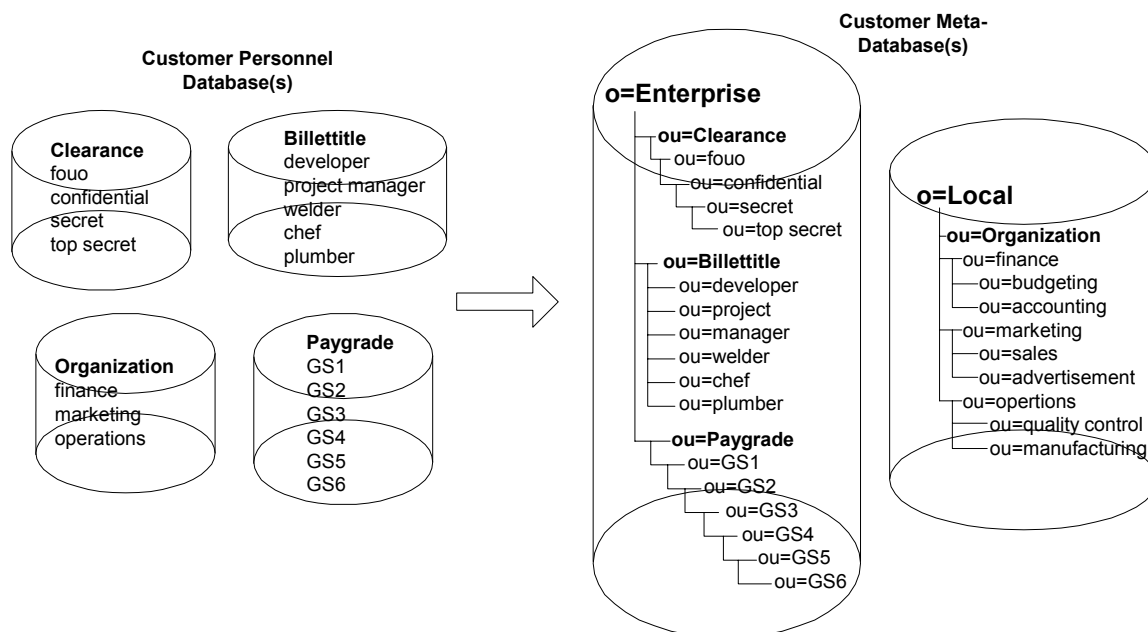 Customer Personnel
Database(s)
Clearance
fouo
confidential
secret
top secret
Billettitle
developer
project manager
welder
chef
plumber
Organization
finance
marketing
operations
Paygrade
GS1
GS2
GS3
GS4
GS5
GS6
Customer Meta-
Database(s)
o=Enterprise
ou=Clearance
ou=fouo
ou=confidential
ou=secret
ou=top secret
ou=Billettitle
ou=developer
ou=project
ou=manager
ou=welder
ou=chef
ou=plumber
ou=Paygrade
ou=GS1
ou=GS2
ou=GS3
ou=GS4
ou=GS5
ou=GS6
o=Local
ou=Organization
ou=finance
ou=budgeting
ou=accounting
ou=marketing
ou=sales
ou=advertisement
ou=opertions
ou=quality control
ou=manufacturing